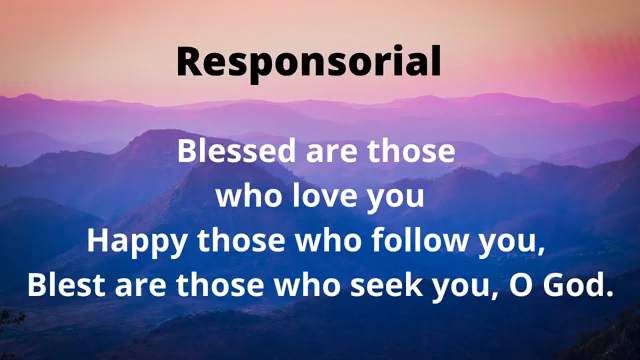 Responsorial
Blessed are those
who love you
Happy those who follow you,
Blest are those who seek you, O God.